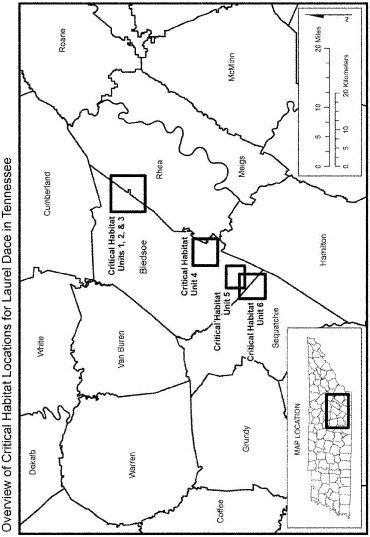 Overview of Critical Habitat Locations for Laurel Dace in Tennessee
Dekalb
White
Cumberland
Roane
Warren
Van Buren
Critical Habitat
Units 1, 2, & 3
Bledsoe
Rhea
McMinn
Coffee
Grundy
Critical Habitat
Unit 4
Meigs
Critical Habitat
Unit 5
Critical Habitat
Unit 6
Sequatchie
Hamilton
MAP LOCATION
0 5 10 20 Miles
0 5 10 20 Kilometers
N